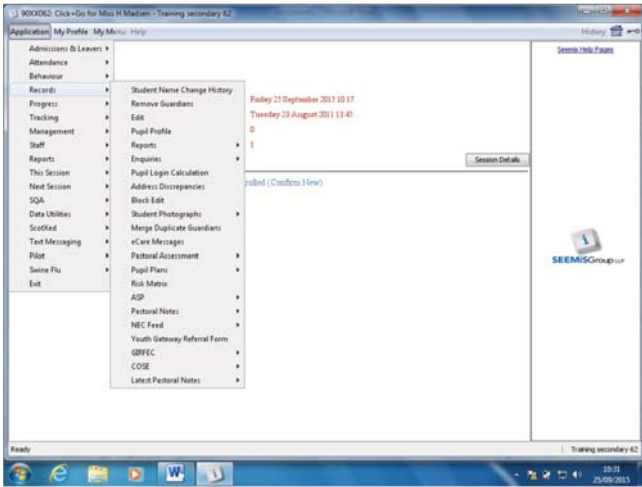 90XX062: Click+Go for Miss H Madsen - Training secondary 62
Application My Profile My Menu Help
History
Admissions & Leavers
Attendance
Behaviour
Records
Progress
Tracking
Management
Staff
Reports
This Session
Next Session
SQA
Data Utilities
ScotXed
Text Messaging
Pilot
Swine Flu
Exit
Student Name Change History
Remove Guardians
Edit
Pupil Profile
Reports
Enquiries
Pupil Login Calculation
Address Discrepancies
Block Edit
Student Photographs
Merge Duplicate Guardians
eCare Messages
Pastoral Assessment
Pupil Plans
Risk Matrix
ASP
Pastoral Notes
NEC Feed
Youth Gateway Referral Form
GIRFEC
COSE
Latest Pastoral Notes
Friday 25 September 2015 10:17
Tuesday 23 August 2011 13:45
0
1
Session Details
rolled (Confirm New)
Seemis Help Pages
SEEMiSGroup LLP
Ready
Training secondary 62
10:31
25/09/2015